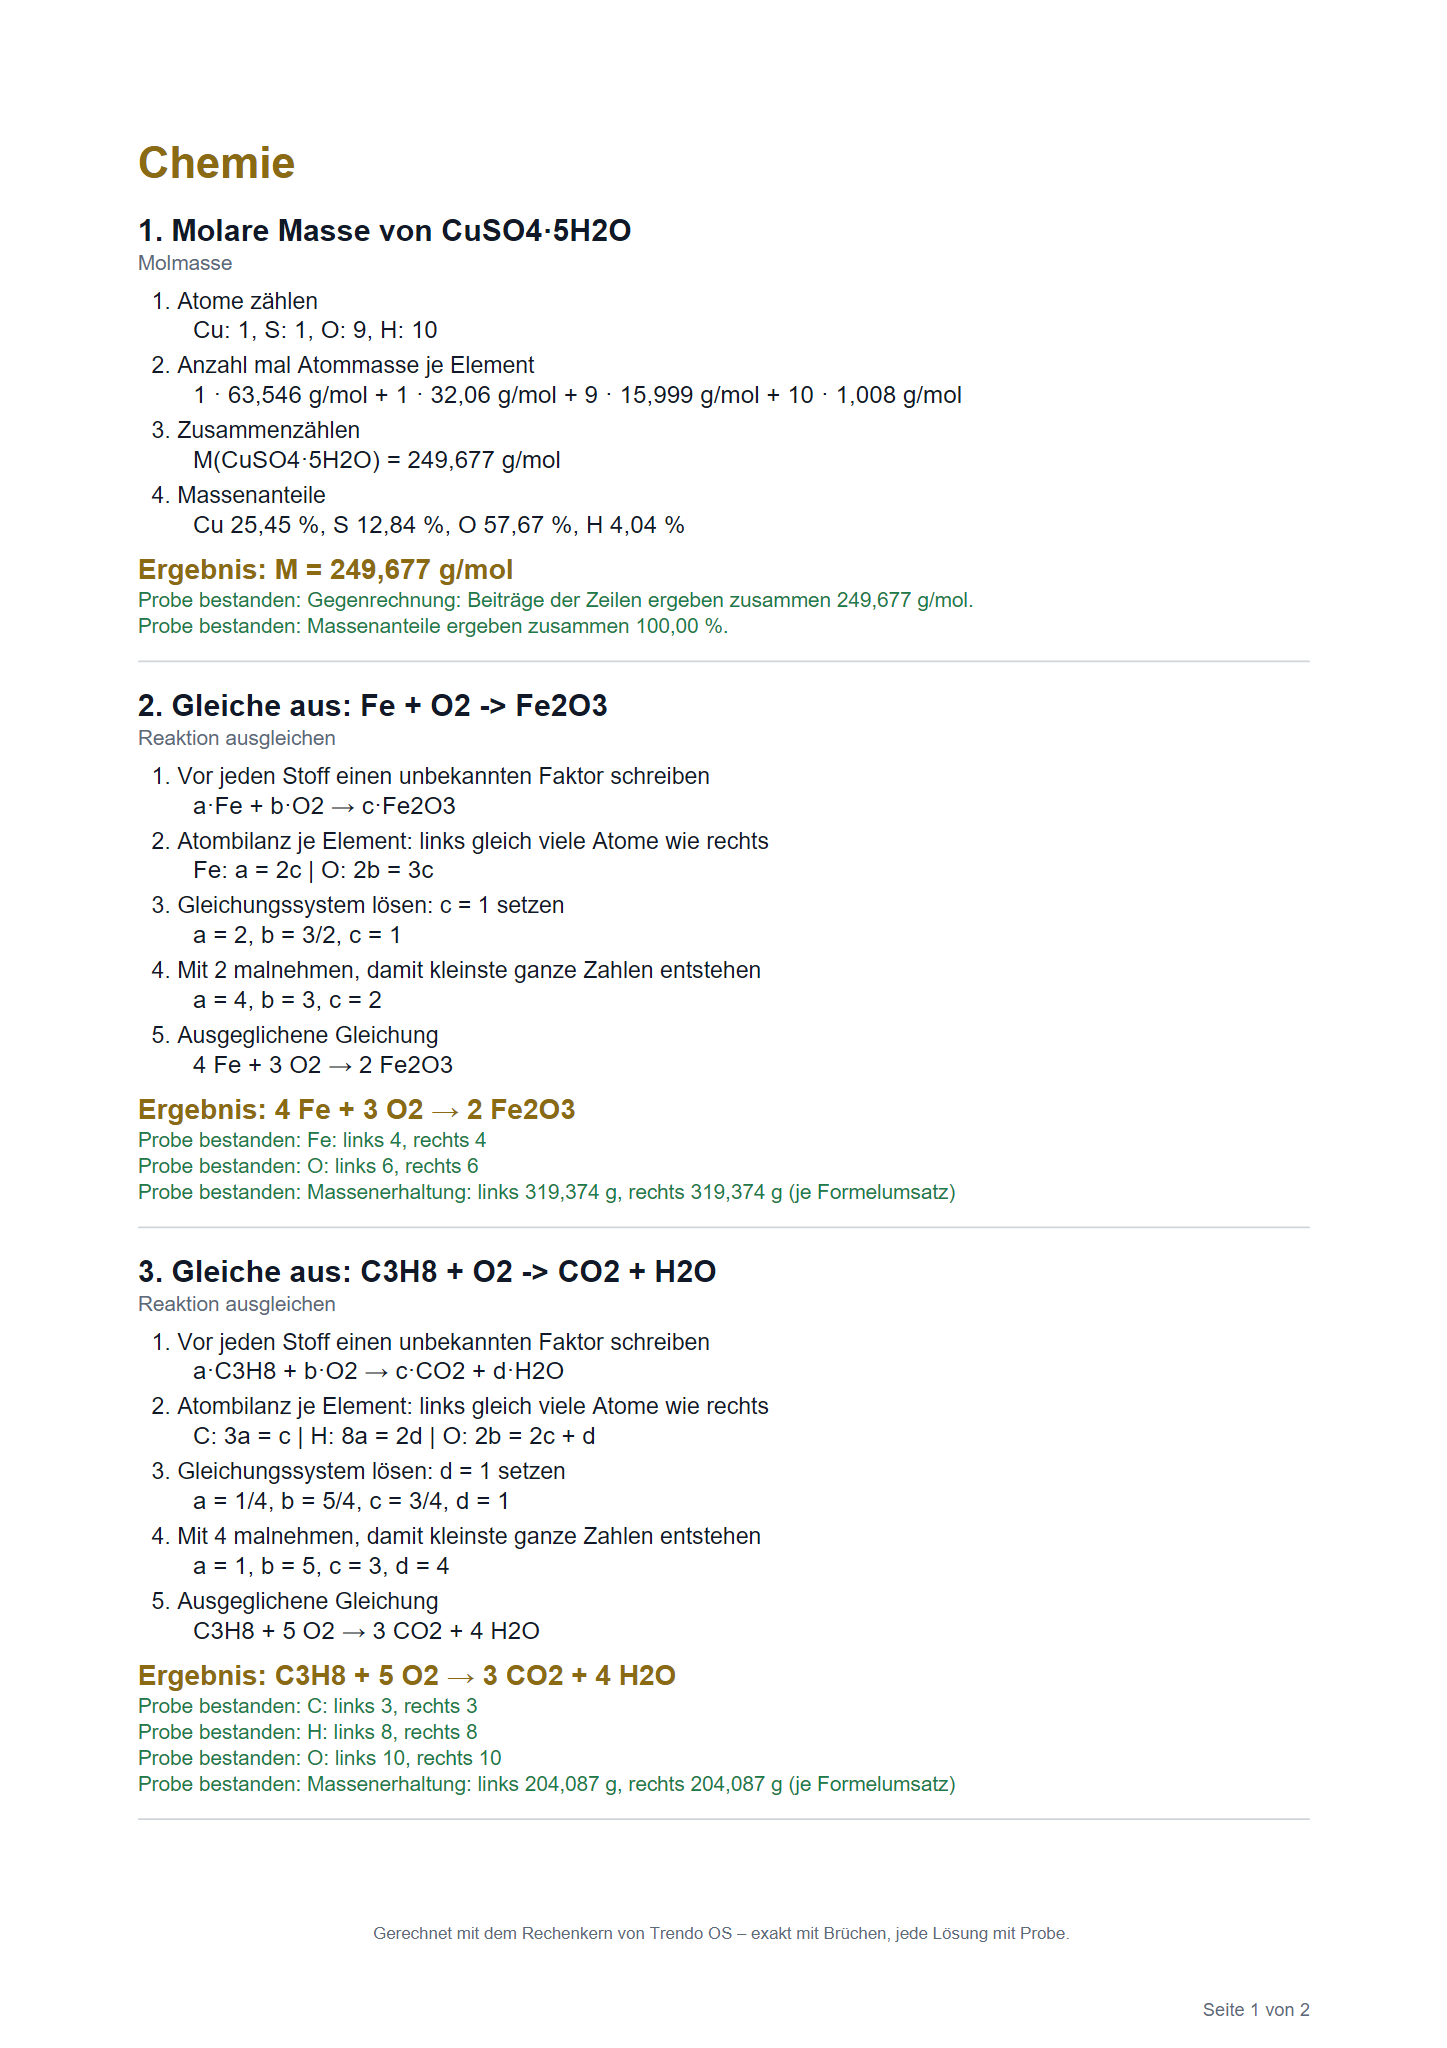 Chemie
1. Molare Masse von CuSO4·5H2O
Molmasse
1. Atome zählen
Cu: 1, S: 1, O: 9, H: 10
2. Anzahl mal Atommasse je Element
1 · 63,546 g/mol + 1 · 32,06 g/mol + 9 · 15,999 g/mol + 10 · 1,008 g/mol
3. Zusammenzählen
M(CuSO4·5H2O) = 249,677 g/mol
4. Massenanteile
Cu 25,45 %, S 12,84 %, O 57,67 %, H 4,04 %
Ergebnis: M = 249,677 g/mol
Probe bestanden: Gegenrechnung: Beiträge der Zeilen ergeben zusammen 249,677 g/mol.
Probe bestanden: Massenanteile ergeben zusammen 100,00 %.
2. Gleiche aus: Fe + O2 -> Fe2O3
Reaktion ausgleichen
1. Vor jeden Stoff einen unbekannten Faktor schreiben
a·Fe + b·O2 → c·Fe2O3
2. Atombilanz je Element: links gleich viele Atome wie rechts
Fe: a = 2c | O: 2b = 3c
3. Gleichungssystem lösen: c = 1 setzen
a = 2, b = 3/2, c = 1
4. Mit 2 malnehmen, damit kleinste ganze Zahlen entstehen
a = 4, b = 3, c = 2
5. Ausgeglichene Gleichung
4 Fe + 3 O2 → 2 Fe2O3
Ergebnis: 4 Fe + 3 O2 → 2 Fe2O3
Probe bestanden: Fe: links 4, rechts 4
Probe bestanden: O: links 6, rechts 6
Probe bestanden: Massenerhaltung: links 319,374 g, rechts 319,374 g (je Formelumsatz)
3. Gleiche aus: C3H8 + O2 -> CO2 + H2O
Reaktion ausgleichen
1. Vor jeden Stoff einen unbekannten Faktor schreiben
a·C3H8 + b·O2 → c·CO2 + d·H2O
2. Atombilanz je Element: links gleich viele Atome wie rechts
C: 3a = c | H: 8a = 2d | O: 2b = 2c + d
3. Gleichungssystem lösen: d = 1 setzen
a = 1/4, b = 5/4, c = 3/4, d = 1
4. Mit 4 malnehmen, damit kleinste ganze Zahlen entstehen
a = 1, b = 5, c = 3, d = 4
5. Ausgeglichene Gleichung
C3H8 + 5 O2 → 3 CO2 + 4 H2O
Ergebnis: C3H8 + 5 O2 → 3 CO2 + 4 H2O
Probe bestanden: C: links 3, rechts 3
Probe bestanden: H: links 8, rechts 8
Probe bestanden: O: links 10, rechts 10
Probe bestanden: Massenerhaltung: links 204,087 g, rechts 204,087 g (je Formelumsatz)
Gerechnet mit dem Rechenkern von Trendo OS – exakt mit Brüchen, jede Lösung mit Probe.
Seite 1 von 2